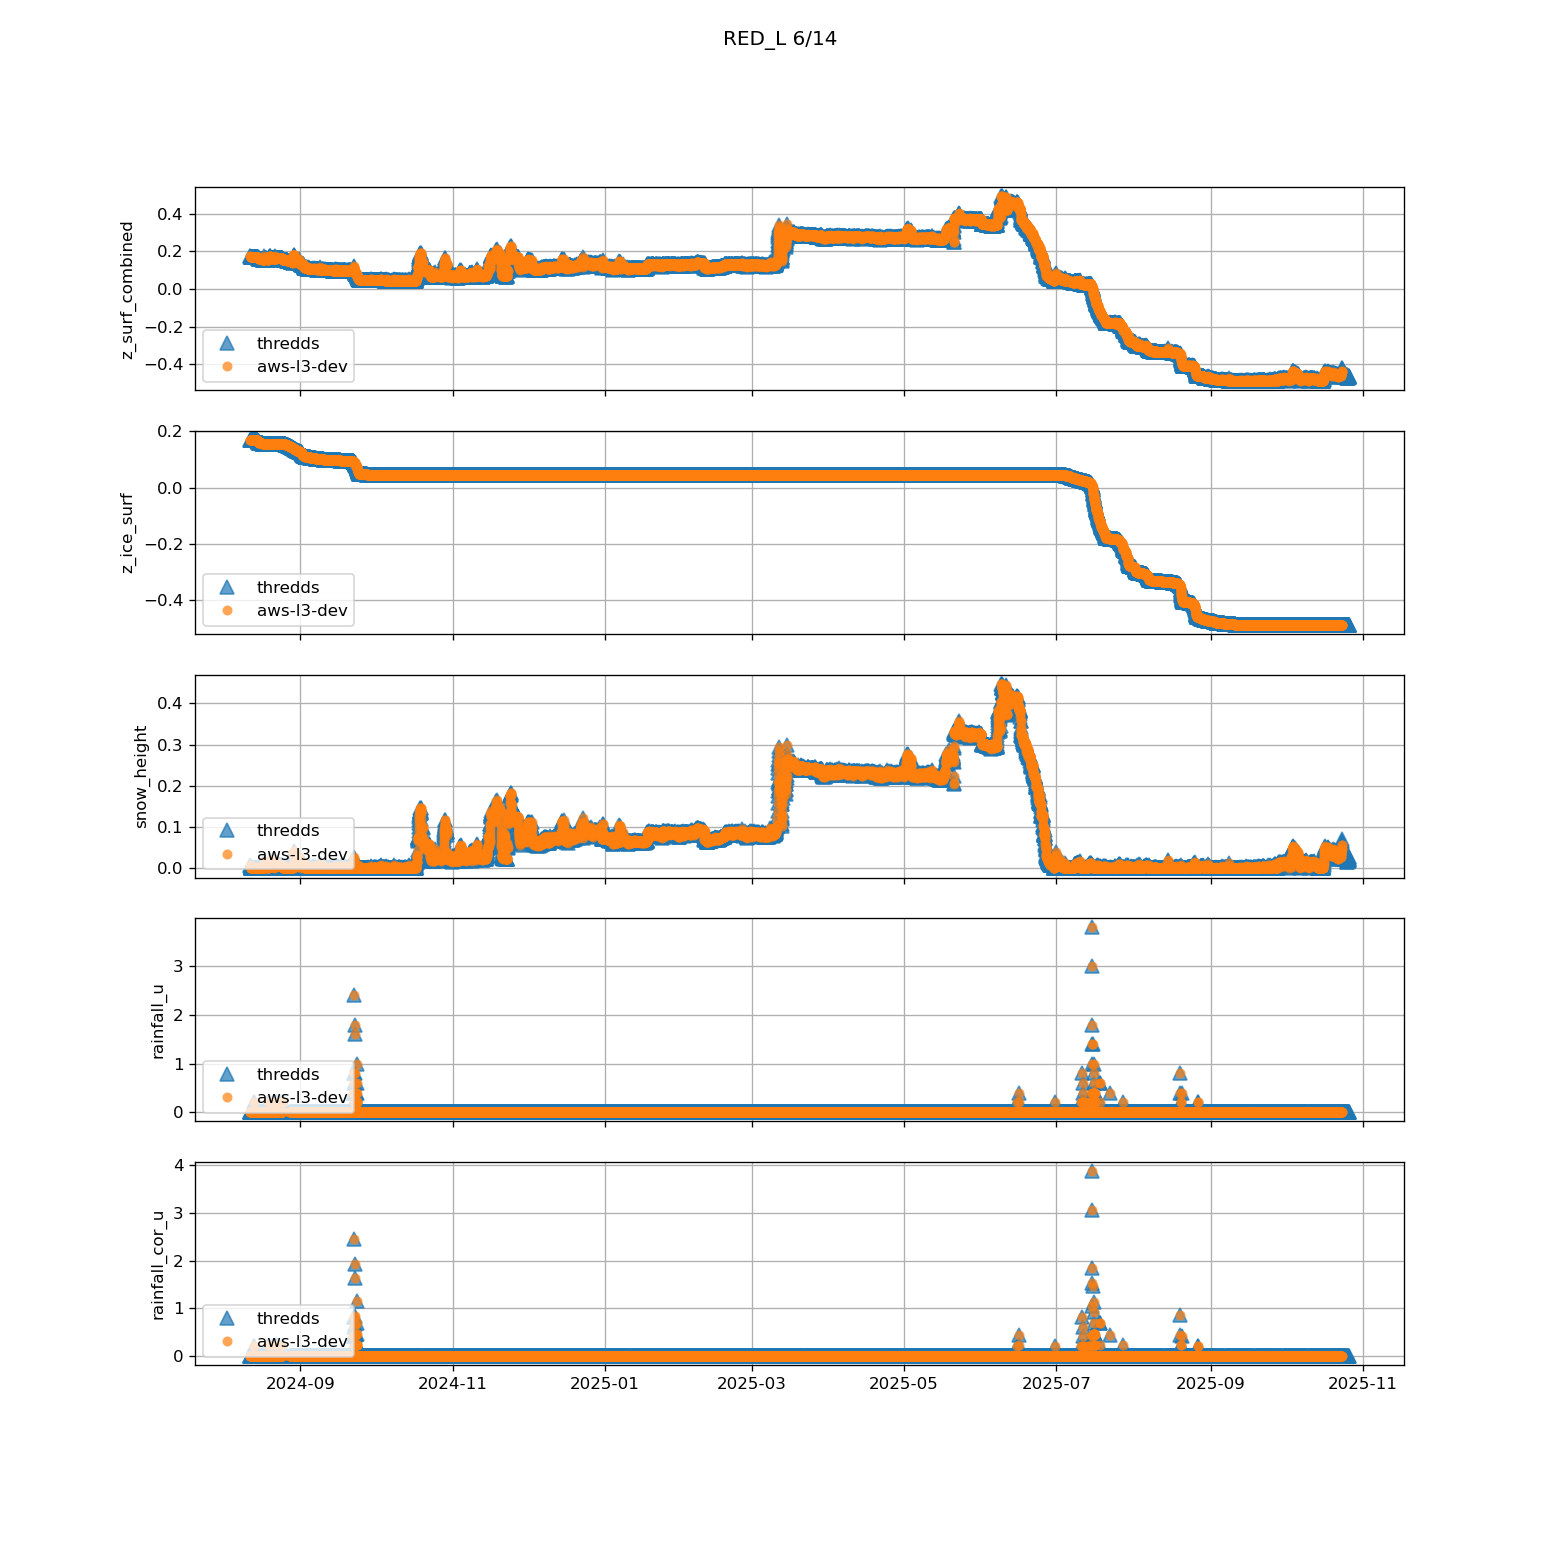 RED_L 6/14
z_surf_combined
0.4
0.2
0.0
−0.2
−0.4
thredds
aws-l3-dev
z_ice_surf
0.2
0.0
−0.2
−0.4
thredds
aws-l3-dev
snow_height
0.4
0.3
0.2
0.1
0.0
thredds
aws-l3-dev
rainfall_u
3
2
1
0
thredds
aws-l3-dev
rainfall_cor_u
4
3
2
1
0
thredds
aws-l3-dev
2024-09 2024-11 2025-01 2025-03 2025-05 2025-07 2025-09 2025-11